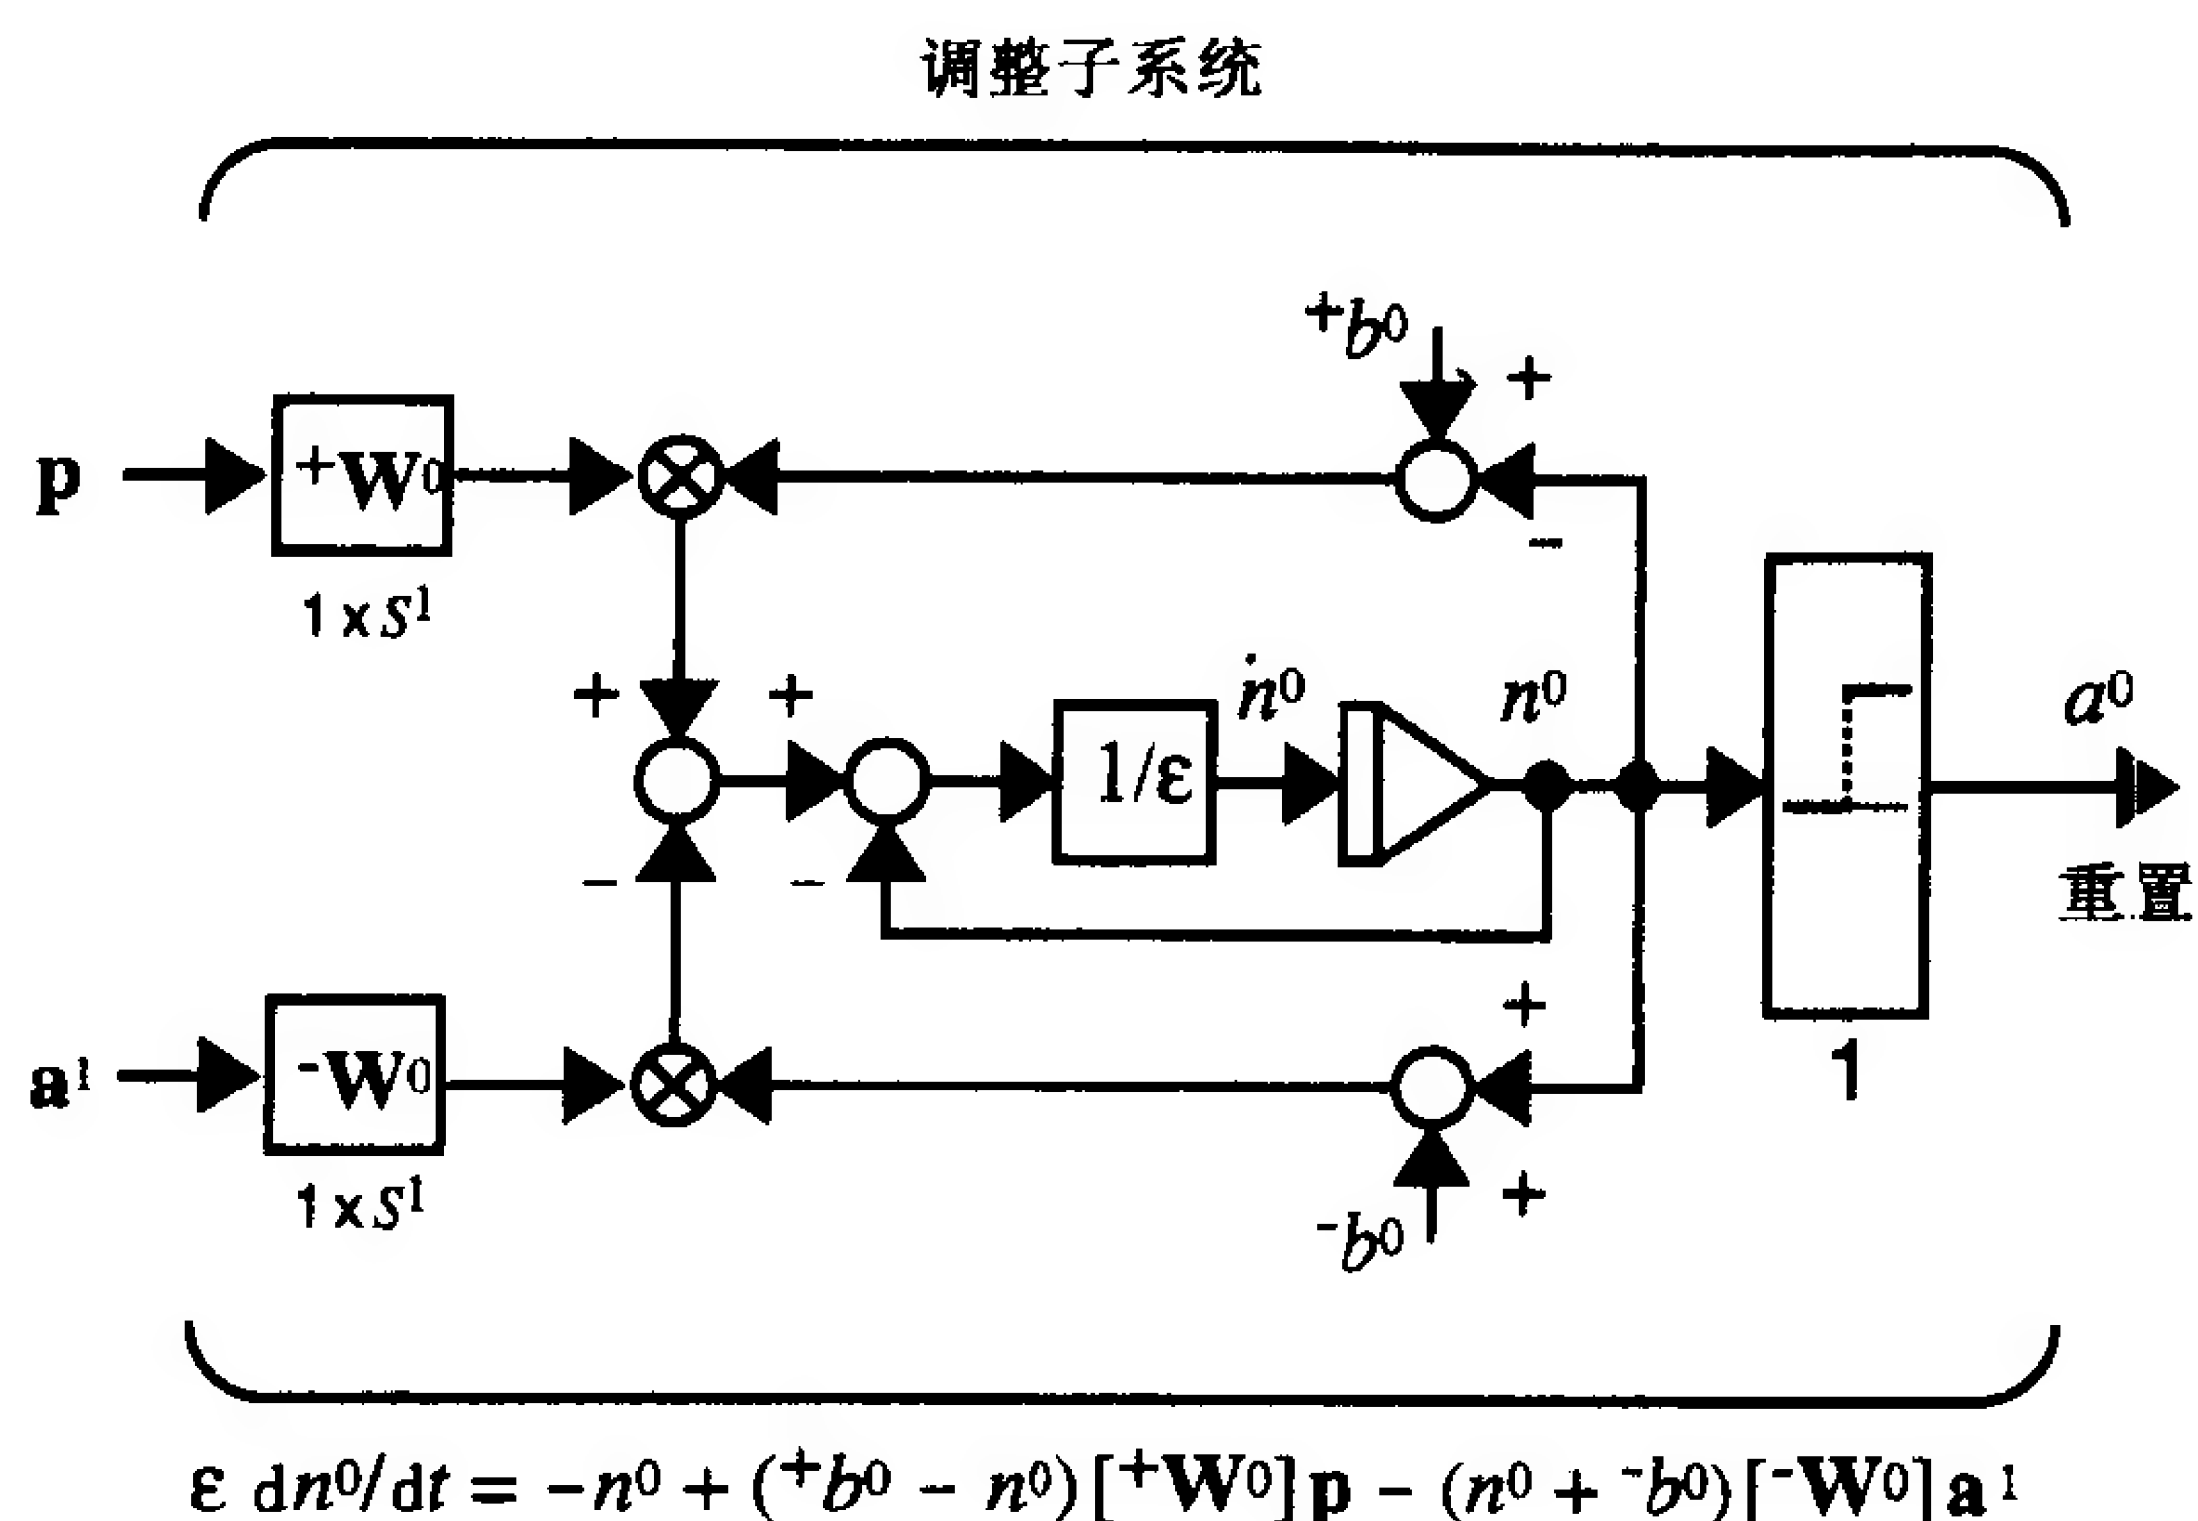 调整子系统
⁺b⁰
+
p
⁺W⁰
-
1 x S¹
+
+
ṅ⁰
n⁰
a⁰
1/ε
-
-
重置
+
a¹
⁻W⁰
1
1 x S¹
+
⁻b⁰
ε dn⁰/dt = -n⁰ + (⁺b⁰ - n⁰)[⁺W⁰]p - (n⁰ + ⁻b⁰)[⁻W⁰]a¹